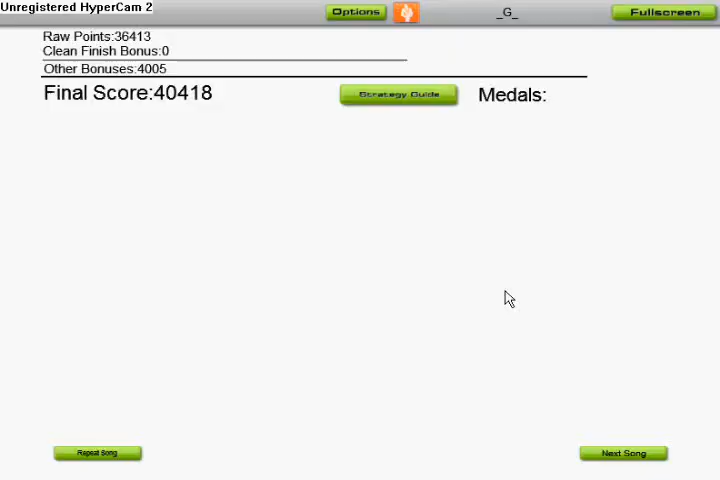 Unregistered HyperCam 2
Options
_G_
Fullscreen
Raw Points:36413
Clean Finish Bonus:0
Other Bonuses:4005
Final Score:40418
Strategy Guide
Medals:
Repeat Song
Next Song